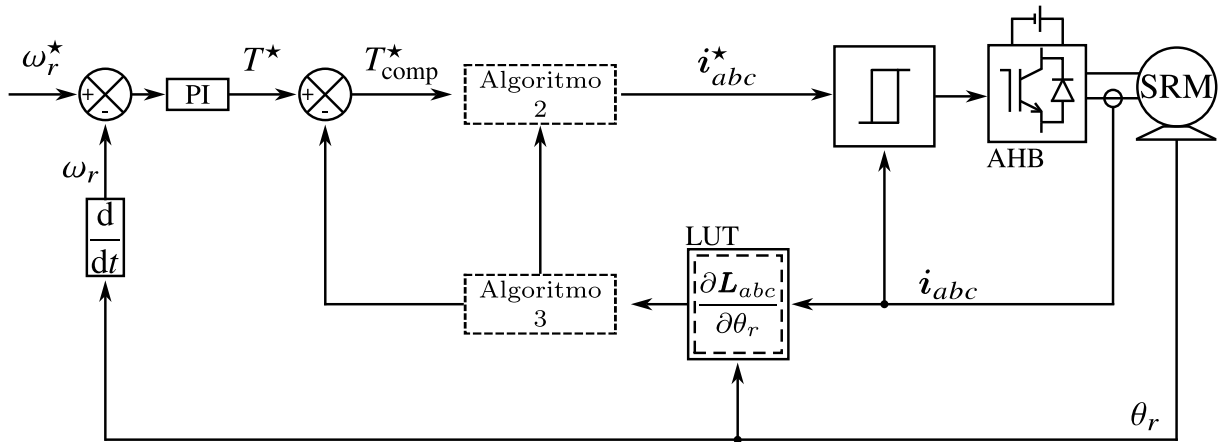 ω_r^★
+
-
PI
T^★
+
-
T_comp^★
Algoritmo
2
i_abc^★
AHB
SRM
ω_r
d
dt
Algoritmo
3
LUT
∂L_abc
∂θ_r
i_abc
θ_r